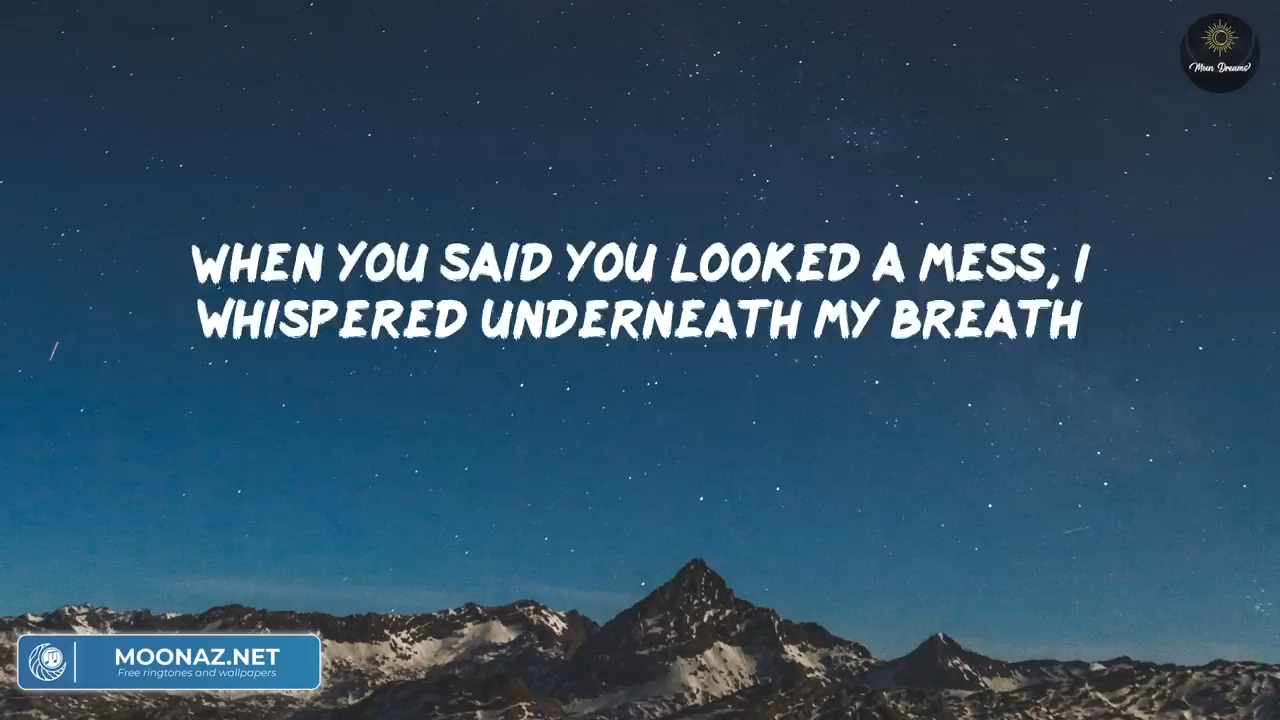 Moon Dreams
WHEN YOU SAID YOU LOOKED A MESS, I
WHISPERED UNDERNEATH MY BREATH
MOONAZ.NET
Free ringtones and wallpapers